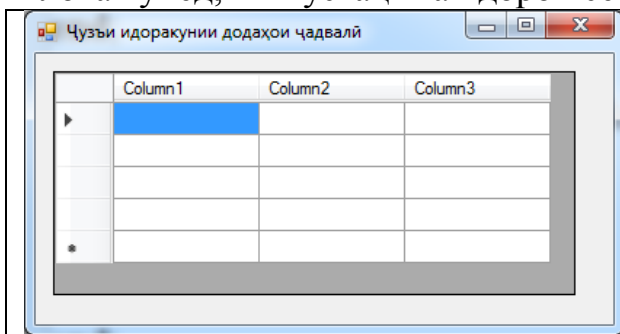 Ҷузъи идоракунии додаҳои ҷадвалӣ
Column1 Column2 Column3